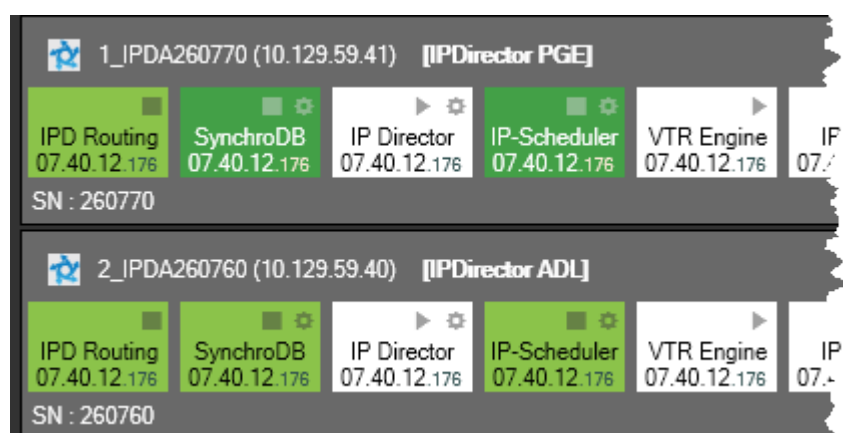 1_IPDA260770 (10.129.59.41) [IPDirector PGE]
IPD Routing SynchroDB IP Director IP-Scheduler VTR Engine
07.40.12.176 07.40.12.176 07.40.12.176 07.40.12.176 07.40.12.176 07.
SN : 260770
2_IPDA260760 (10.129.59.40) [IPDirector ADL]
IPD Routing SynchroDB IP Director IP-Scheduler VTR Engine IP
07.40.12.176 07.40.12.176 07.40.12.176 07.40.12.176 07.40.12.176 07.
SN : 260760